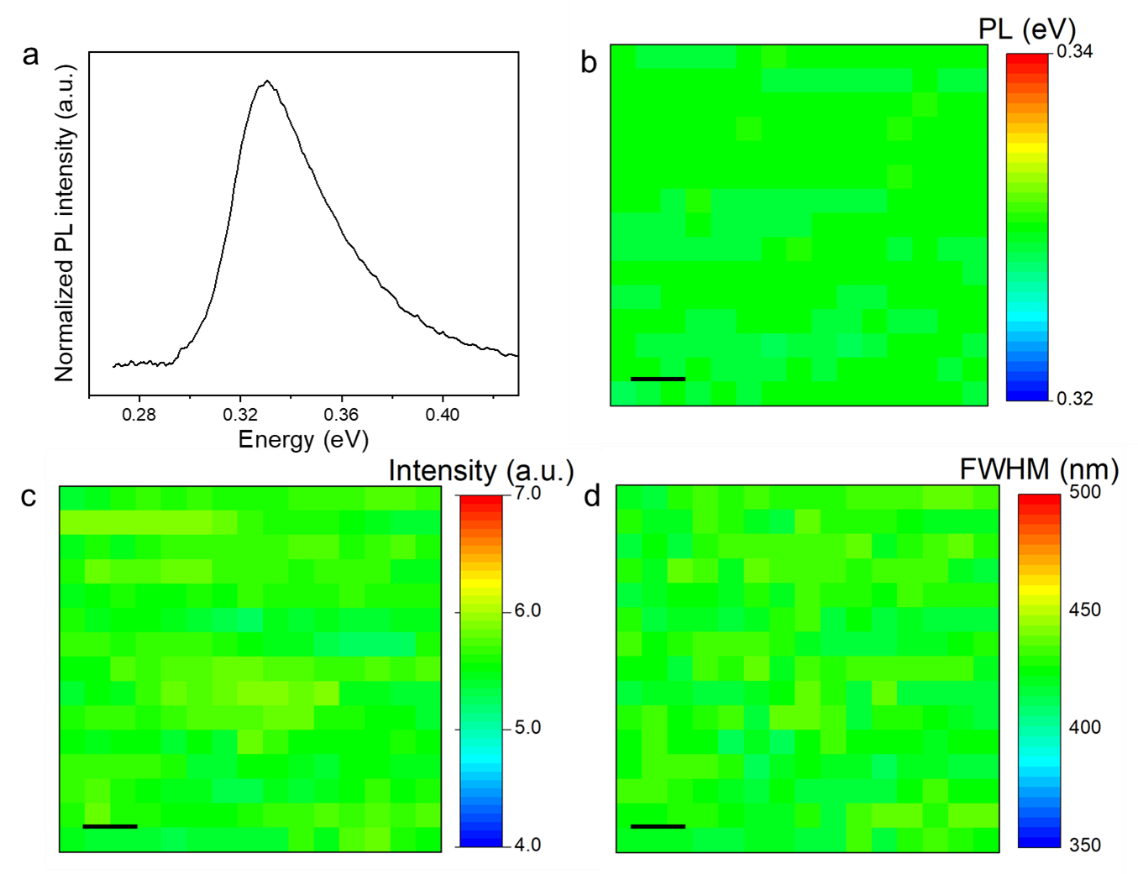 a
Normalized PL intensity (a.u.)
0.28
0.32
0.36
0.40
Energy (eV)
b
PL (eV)
0.34
0.32
c
Intensity (a.u.)
7.0
6.0
5.0
4.0
d
FWHM (nm)
500
450
400
350